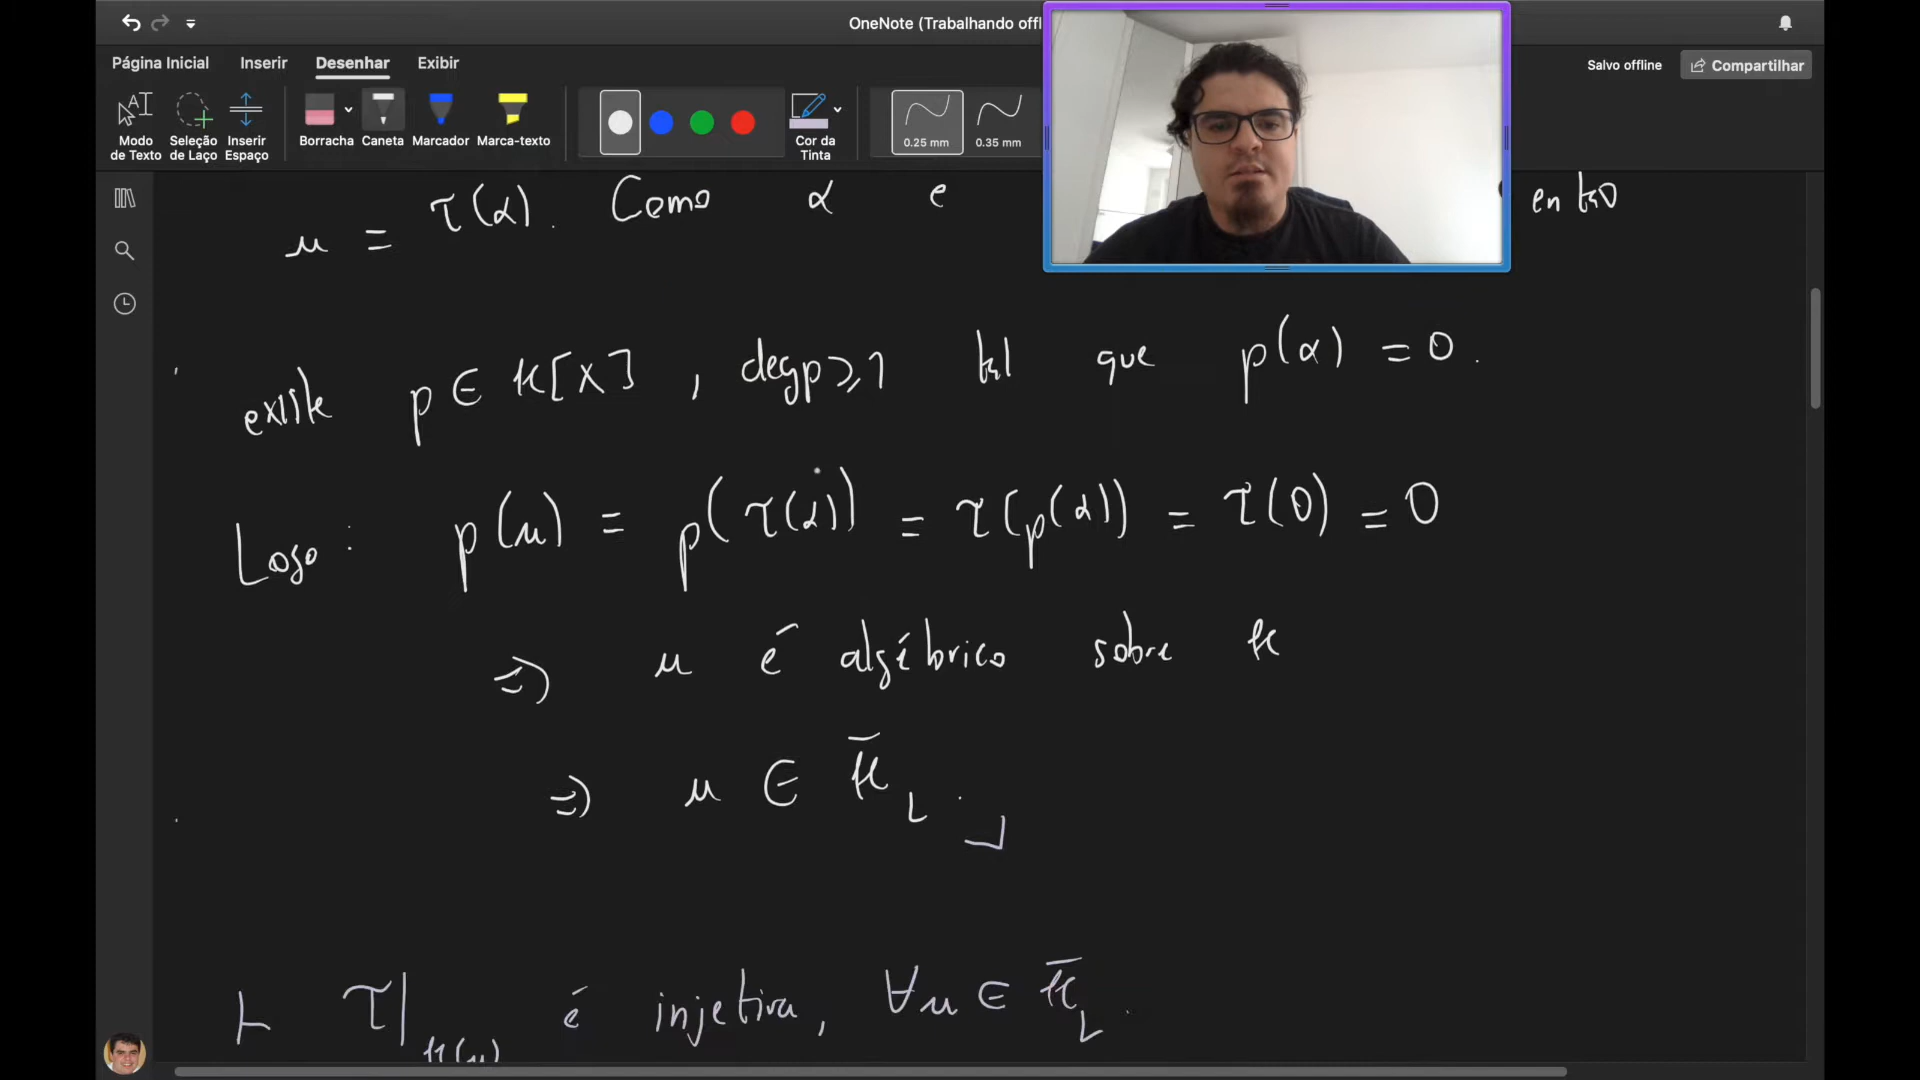 OneNote (Trabalhando offl
Página Inicial Inserir Desenhar Exibir
Salvo offline Compartilhar
Modo de Texto
Seleção de Laço
Inserir Espaço
Borracha Caneta Marcador Marca-texto
Cor da Tinta
0.25 mm 0.35 mm
u = τ(α). Como α e então
existe p ∈ K[X], deg p ≥ 1 tal que p(α) = 0.
Logo: p(u) = p(τ(α)) = τ(p(α)) = τ(0) = 0
=> u é algébrico sobre K
=> u ∈ K̄_L. ⌟
⊢ τ|_K(u) é injetiva, ∀u ∈ K̄_L.